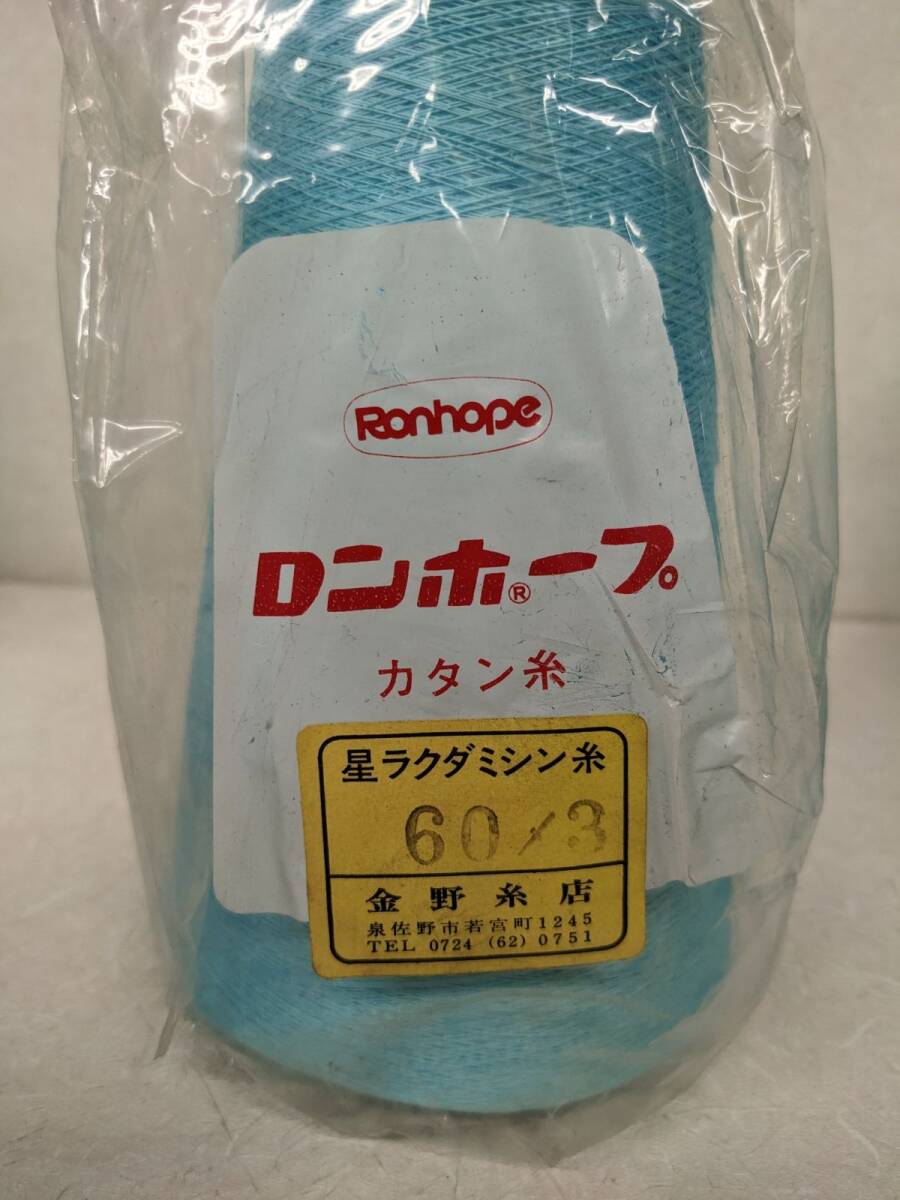 Ronhope
ロンホープ®
カタン糸
星ラクダミシン糸
60/3
金野糸店
泉佐野市若宮町1245
TEL 0724 (62) 0751